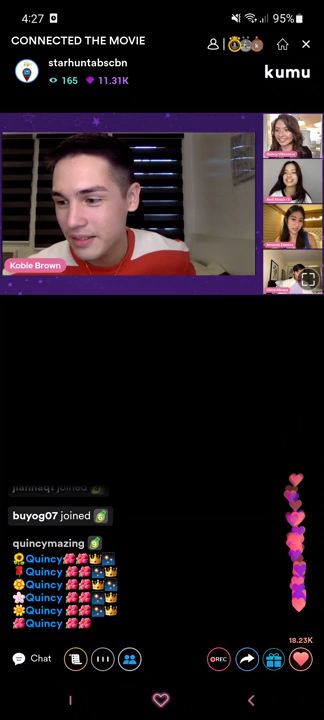 4:27
95%
CONNECTED THE MOVIE
starhuntabscbn
165
11.31K
kumu
Kobie Brown
joined
buyog07 joined
quincymazing
Quincy
Quincy
Quincy
Quincy
Quincy
Quincy
18.23K
Chat
REC